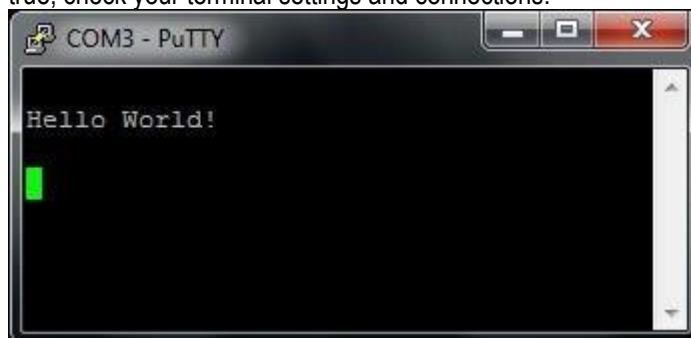 true, check your terminal settings and connections.
COM3 - PuTTY
Hello World!